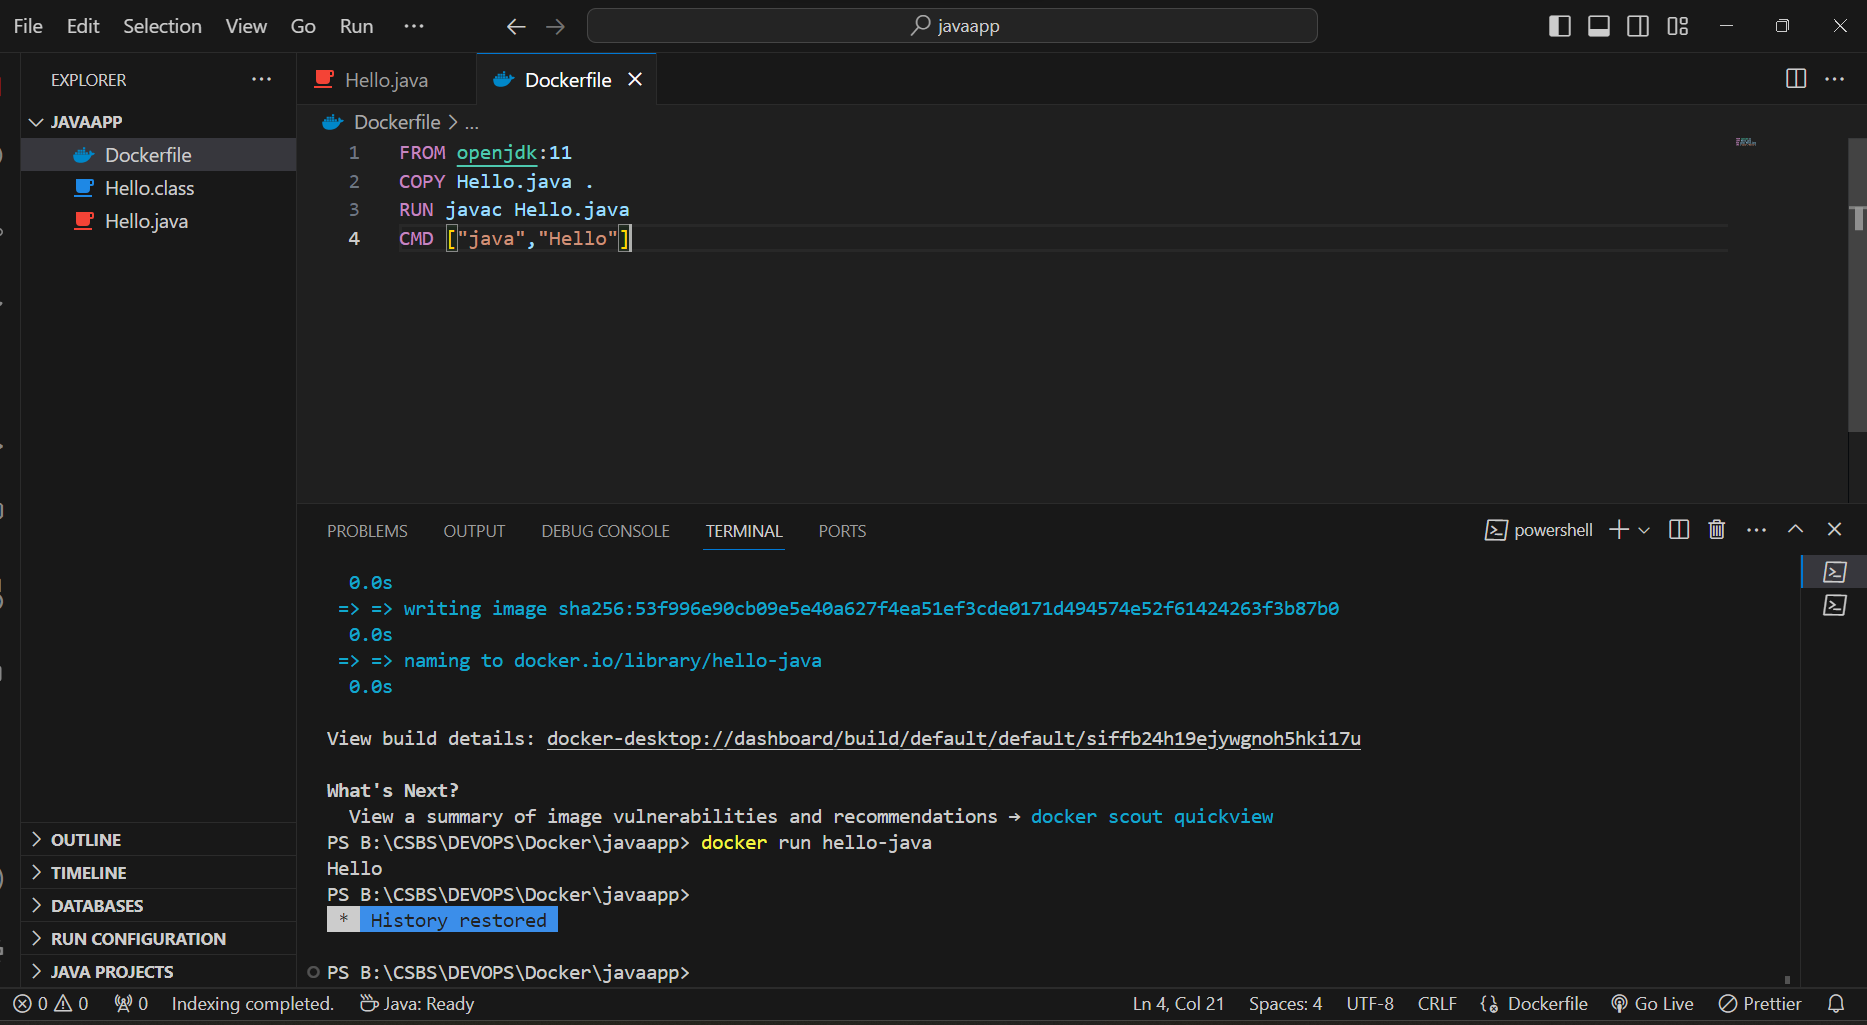 File Edit Selection View Go Run ···
javaapp
EXPLORER ···
JAVAAPP
Dockerfile
Hello.class
Hello.java
OUTLINE
TIMELINE
DATABASES
RUN CONFIGURATION
JAVA PROJECTS
Hello.java Dockerfile
Dockerfile > ...
1 FROM openjdk:11
2 COPY Hello.java .
3 RUN javac Hello.java
4 CMD ["java","Hello"]
PROBLEMS OUTPUT DEBUG CONSOLE TERMINAL PORTS
powershell
0.0s
=> => writing image sha256:53f996e90cb09e5e40a627f4ea51ef3cde0171d494574e52f61424263f3b87b0
0.0s
=> => naming to docker.io/library/hello-java
0.0s
View build details: docker-desktop://dashboard/build/default/default/siffb24h19ejywgnoh5hki17u
What's Next?
View a summary of image vulnerabilities and recommendations → docker scout quickview
PS B:\CSBS\DEVOPS\Docker\javaapp> docker run hello-java
Hello
PS B:\CSBS\DEVOPS\Docker\javaapp>
* History restored
PS B:\CSBS\DEVOPS\Docker\javaapp>
0 0 0 Indexing completed. Java: Ready Ln 4, Col 21 Spaces: 4 UTF-8 CRLF Dockerfile Go Live Prettier